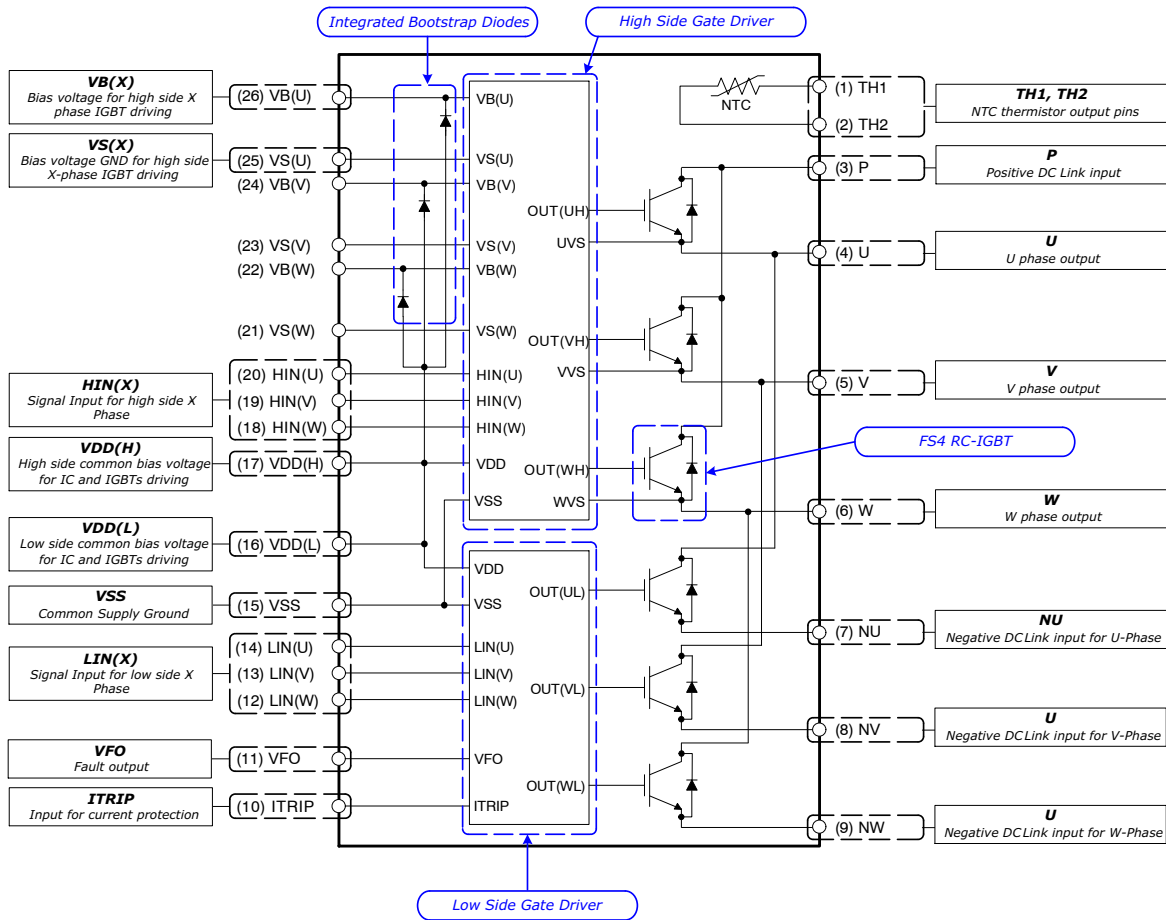 Integrated Bootstrap Diodes
High Side Gate Driver
VB(X)
Bias voltage for high side X
phase IGBT driving
VS(X)
Bias voltage GND for high side
X-phase IGBT driving
HIN(X)
Signal Input for high side X
Phase
VDD(H)
High side common bias voltage
for IC and IGBTs driving
VDD(L)
Low side common bias voltage
for IC and IGBTs driving
VSS
Common Supply Ground
LIN(X)
Signal Input for low side X
Phase
VFO
Fault output
ITRIP
Input for current protection
(26) VB(U)
(25) VS(U)
(24) VB(V)
(23) VS(V)
(22) VB(W)
(21) VS(W)
(20) HIN(U)
(19) HIN(V)
(18) HIN(W)
(17) VDD(H)
(16) VDD(L)
(15) VSS
(14) LIN(U)
(13) LIN(V)
(12) LIN(W)
(11) VFO
(10) ITRIP
VB(U)
VS(U)
VB(V)
VS(V)
VB(W)
VS(W)
HIN(U)
HIN(V)
HIN(W)
VDD
VSS
OUT(UH)
UVS
OUT(VH)
VVS
OUT(WH)
WVS
VDD
VSS
LIN(U)
LIN(V)
LIN(W)
VFO
ITRIP
OUT(UL)
OUT(VL)
OUT(WL)
NTC
(1) TH1
(2) TH2
(3) P
(4) U
(5) V
(6) W
(7) NU
(8) NV
(9) NW
TH1, TH2
NTC thermistor output pins
P
Positive DC Link input
U
U phase output
V
V phase output
FS4 RC-IGBT
W
W phase output
NU
Negative DC Link input for U-Phase
U
Negative DC Link input for V-Phase
U
Negative DC Link input for W-Phase
Low Side Gate Driver